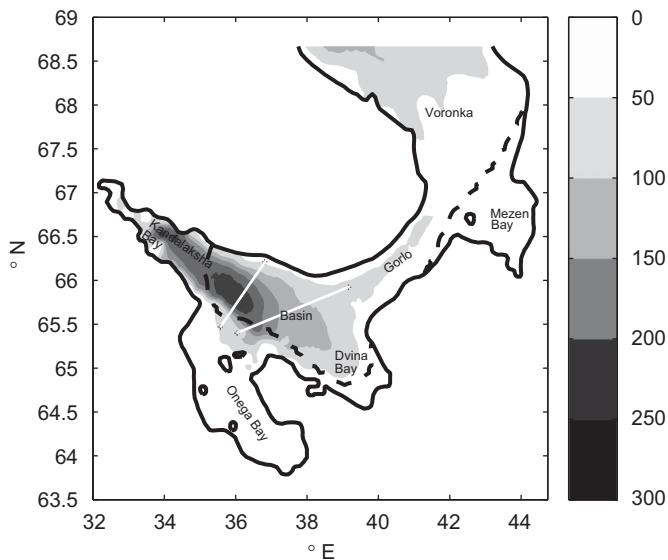 69
68.5
68
67.5
67
66.5
66
65.5
65
64.5
64
63.5
° N
32
34
36
38
40
42
44
° E
Voronka
Mezen
Bay
Kandalaksha
Bay
Gorlo
Basin
Dvina
Bay
Onega Bay
0
50
100
150
200
250
300